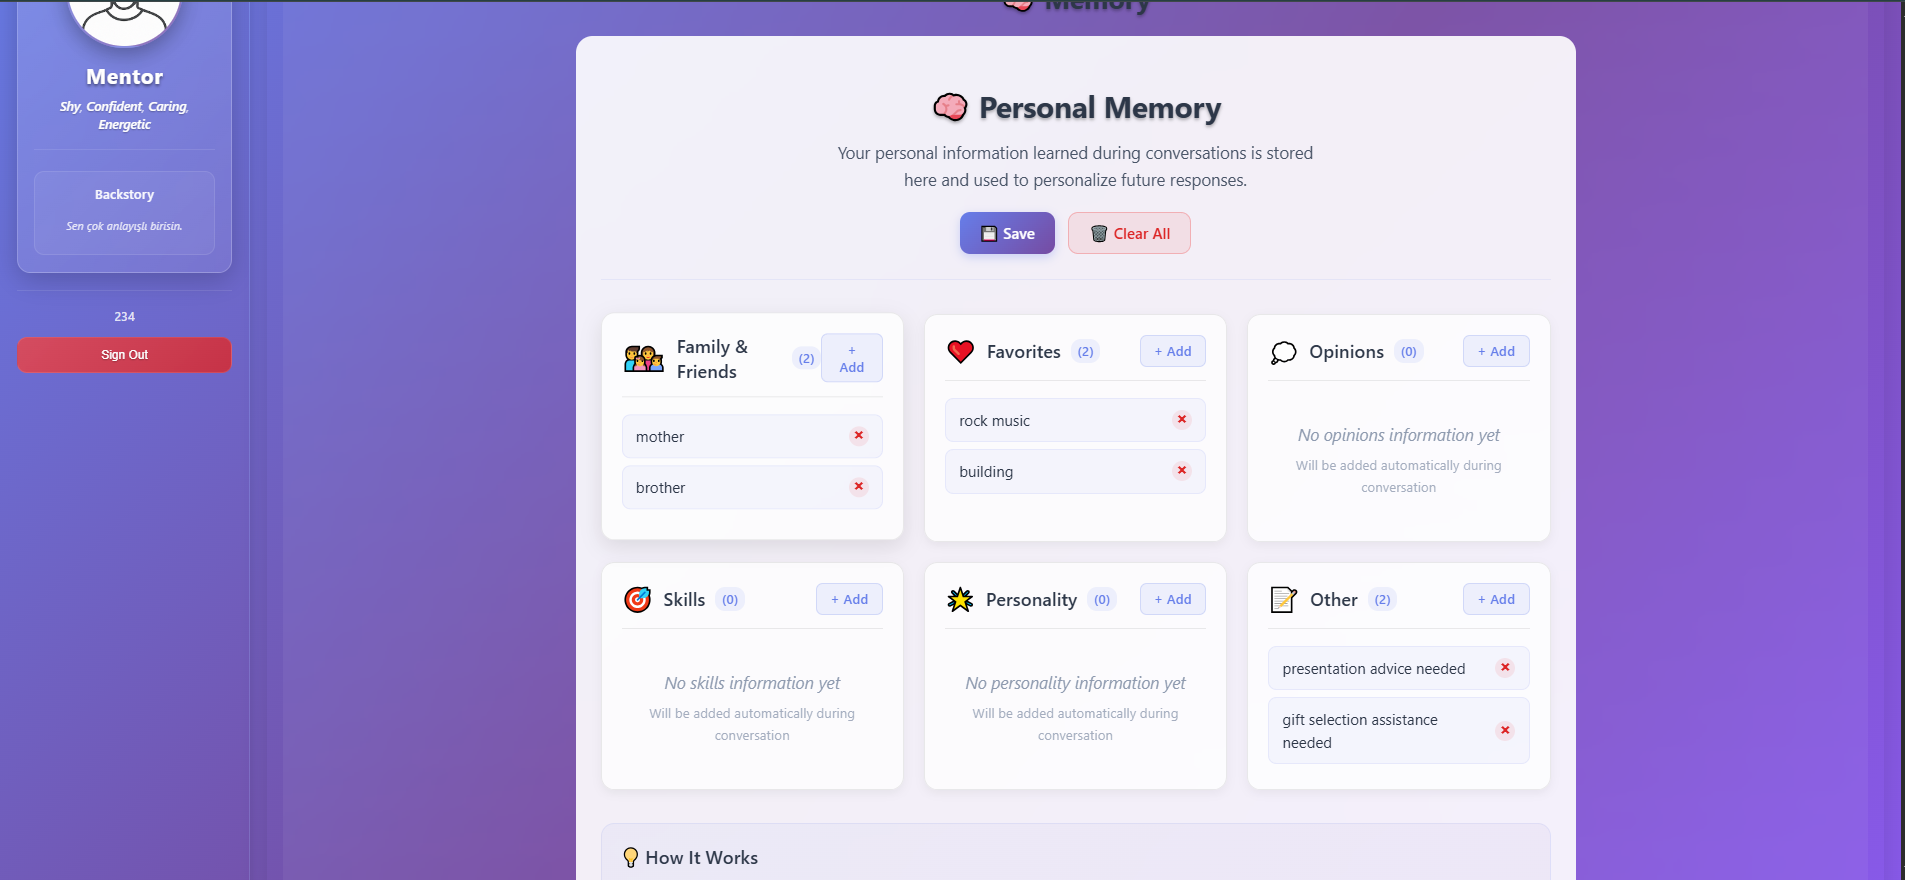 Memory
Mentor
Shy, Confident, Caring,
Energetic
Backstory
Sen çok anlayışlı birisin.
234
Sign Out
Personal Memory
Your personal information learned during conversations is stored
here and used to personalize future responses.
Save
Clear All
Family &
Friends
(2)
+
Add
mother
brother
Favorites (2) + Add
rock music
building
Opinions (0) + Add
No opinions information yet
Will be added automatically during
conversation
Skills (0) + Add
No skills information yet
Will be added automatically during
conversation
Personality (0) + Add
No personality information yet
Will be added automatically during
conversation
Other (2) + Add
presentation advice needed
gift selection assistance
needed
How It Works